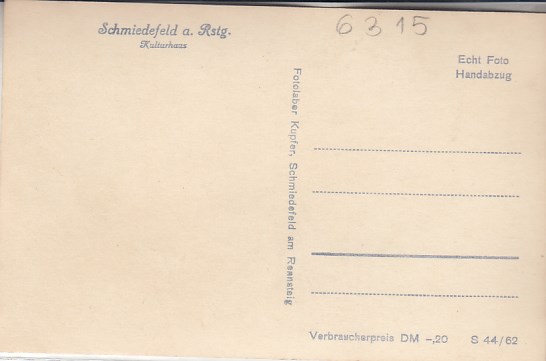 Schmiedefeld a. Rstg.
Kulturhaus
6315
Echt Foto
Handabzug
Fotolabor Kupfer, Schmiedefeld am Rennsteig
Verbraucherpreis DM -,20 S 44/62